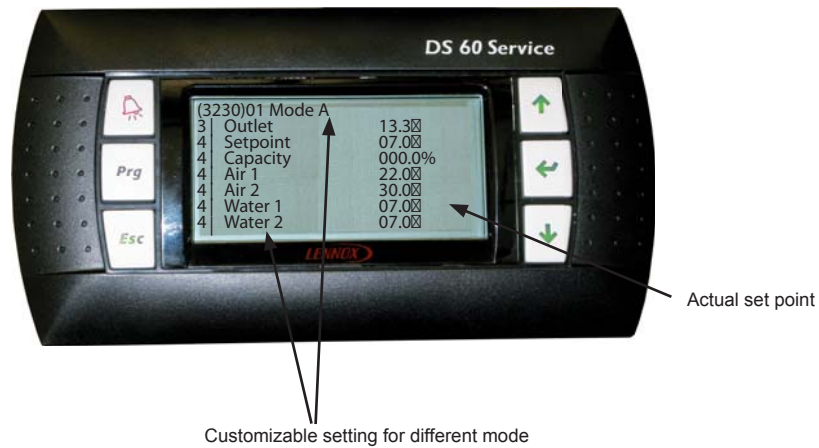 DS 60 Service
(3230)01 Mode A
3 Outlet 13.3
4 Setpoint 07.0
4 Capacity 000.0%
4 Air 1 22.0
4 Air 2 30.0
4 Water 1 07.0
4 Water 2 07.0
Prg
Esc
LENNOX
Actual set point
Customizable setting for different mode